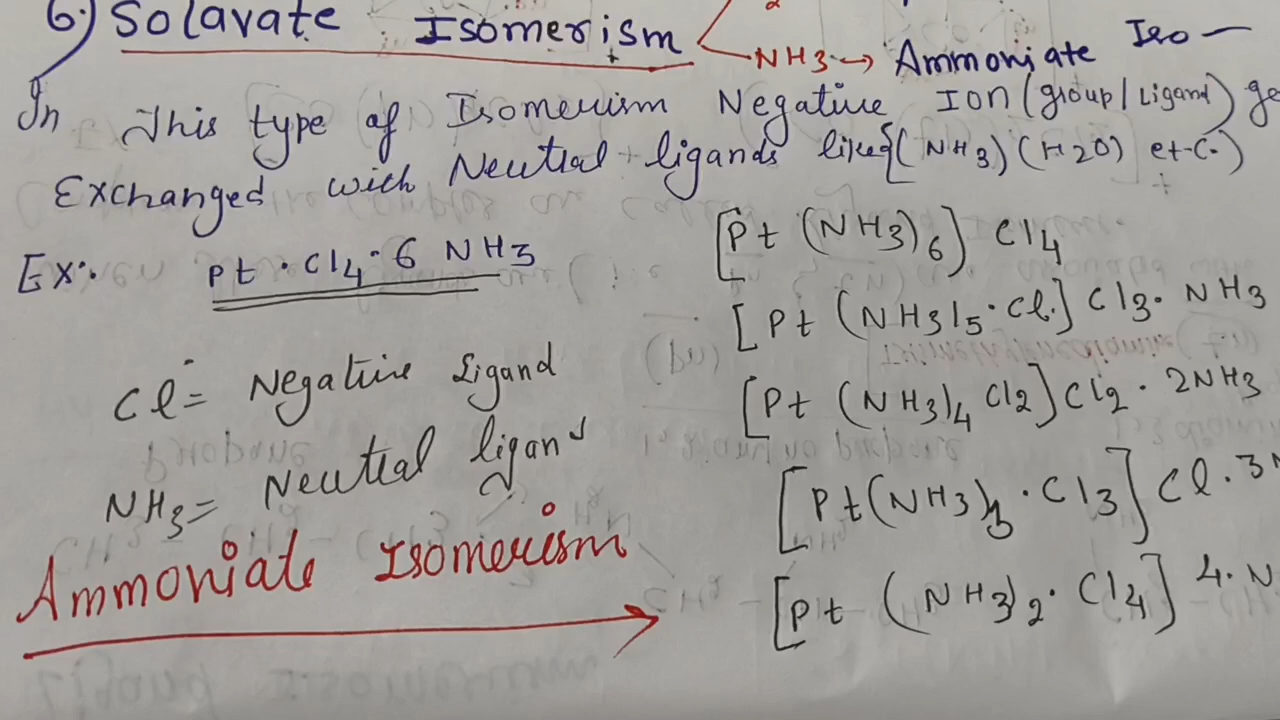 6.) Solavate Isomerism
2
NH3 → Ammoniate Iso —
In This type of Isomerism Negative Ion (group / Ligand) ge
Exchanged with Neutral ligands like {(NH3) (H2O) etc.)
Ex:. Pt · Cl4 · 6 NH3
[Pt (NH3)6] Cl4
[Pt (NH3)5 · Cl.] Cl3. NH3
Cl- = Negative Ligand
[Pt (NH3)4 Cl2] Cl2 · 2NH3
NH3 = Neutral ligand
[Pt (NH3)3 · Cl3] Cl . 3N
Ammoniate Isomerism
[Pt (NH3)2 · Cl4] 4. N